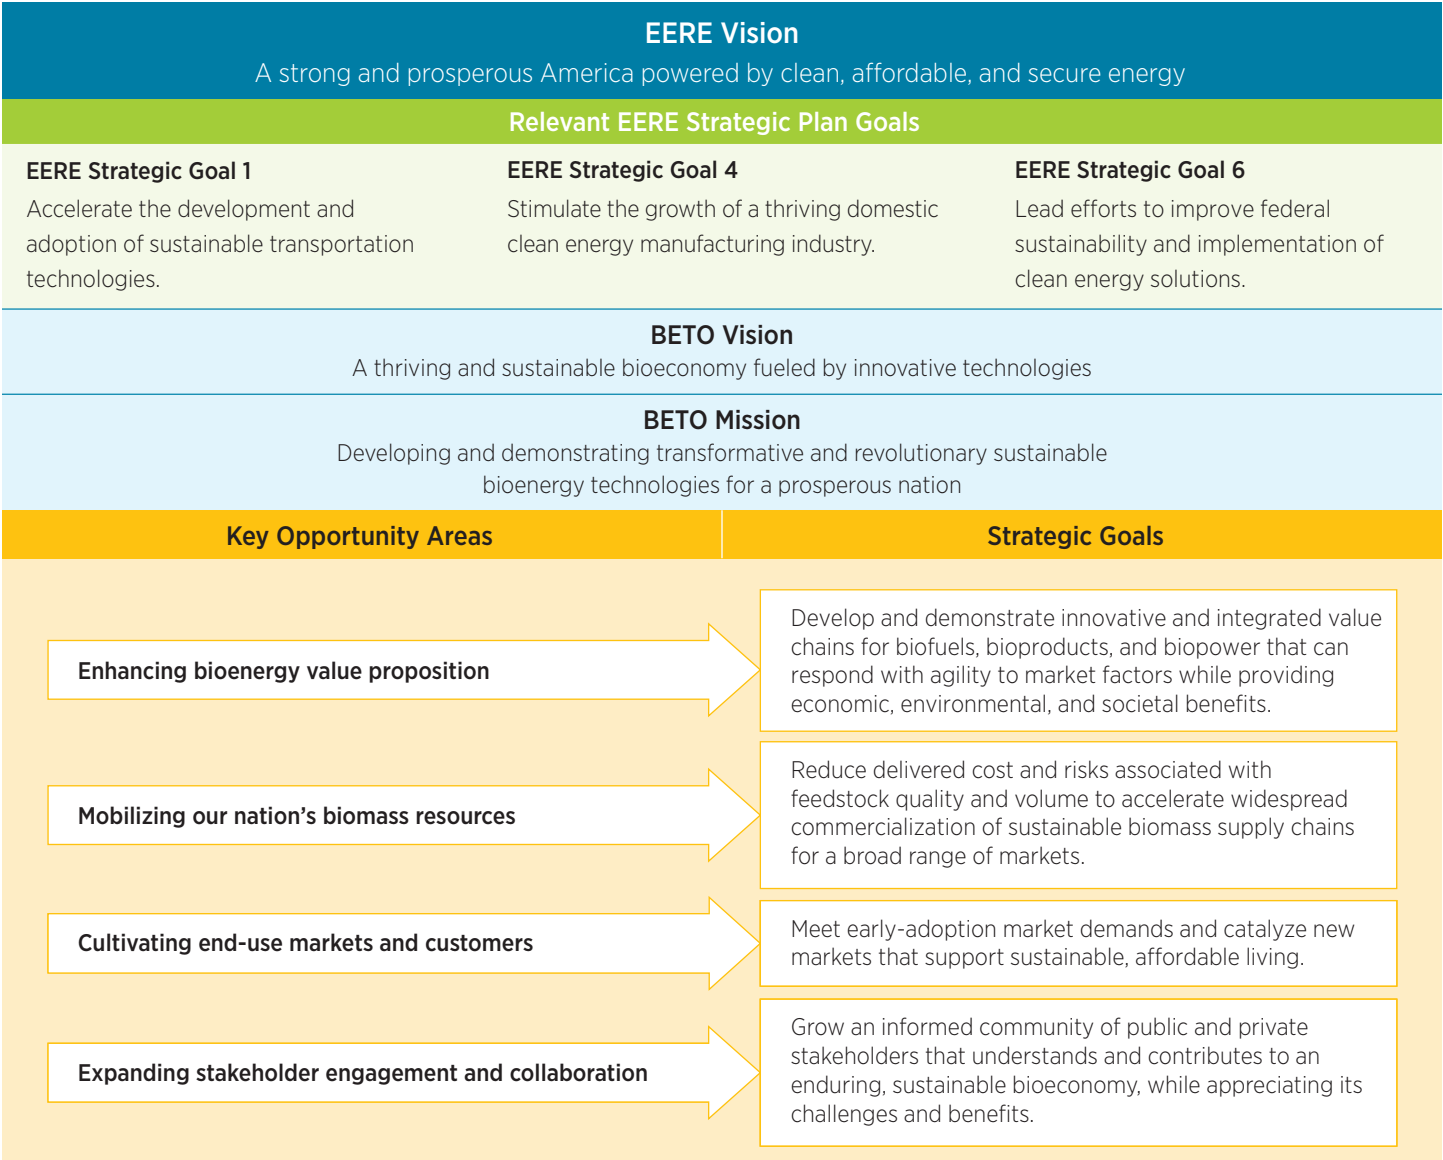 EERE Vision
A strong and prosperous America powered by clean, affordable, and secure energy
Relevant EERE Strategic Plan Goals
EERE Strategic Goal 1
Accelerate the development and
adoption of sustainable transportation
technologies.
EERE Strategic Goal 4
Stimulate the growth of a thriving domestic
clean energy manufacturing industry.
EERE Strategic Goal 6
Lead efforts to improve federal
sustainability and implementation of
clean energy solutions.
BETO Vision
A thriving and sustainable bioeconomy fueled by innovative technologies
BETO Mission
Developing and demonstrating transformative and revolutionary sustainable
bioenergy technologies for a prosperous nation
Key Opportunity Areas
Strategic Goals
Enhancing bioenergy value proposition
Develop and demonstrate innovative and integrated value
chains for biofuels, bioproducts, and biopower that can
respond with agility to market factors while providing
economic, environmental, and societal benefits.
Mobilizing our nation’s biomass resources
Reduce delivered cost and risks associated with
feedstock quality and volume to accelerate widespread
commercialization of sustainable biomass supply chains
for a broad range of markets.
Cultivating end-use markets and customers
Meet early-adoption market demands and catalyze new
markets that support sustainable, affordable living.
Expanding stakeholder engagement and collaboration
Grow an informed community of public and private
stakeholders that understands and contributes to an
enduring, sustainable bioeconomy, while appreciating its
challenges and benefits.